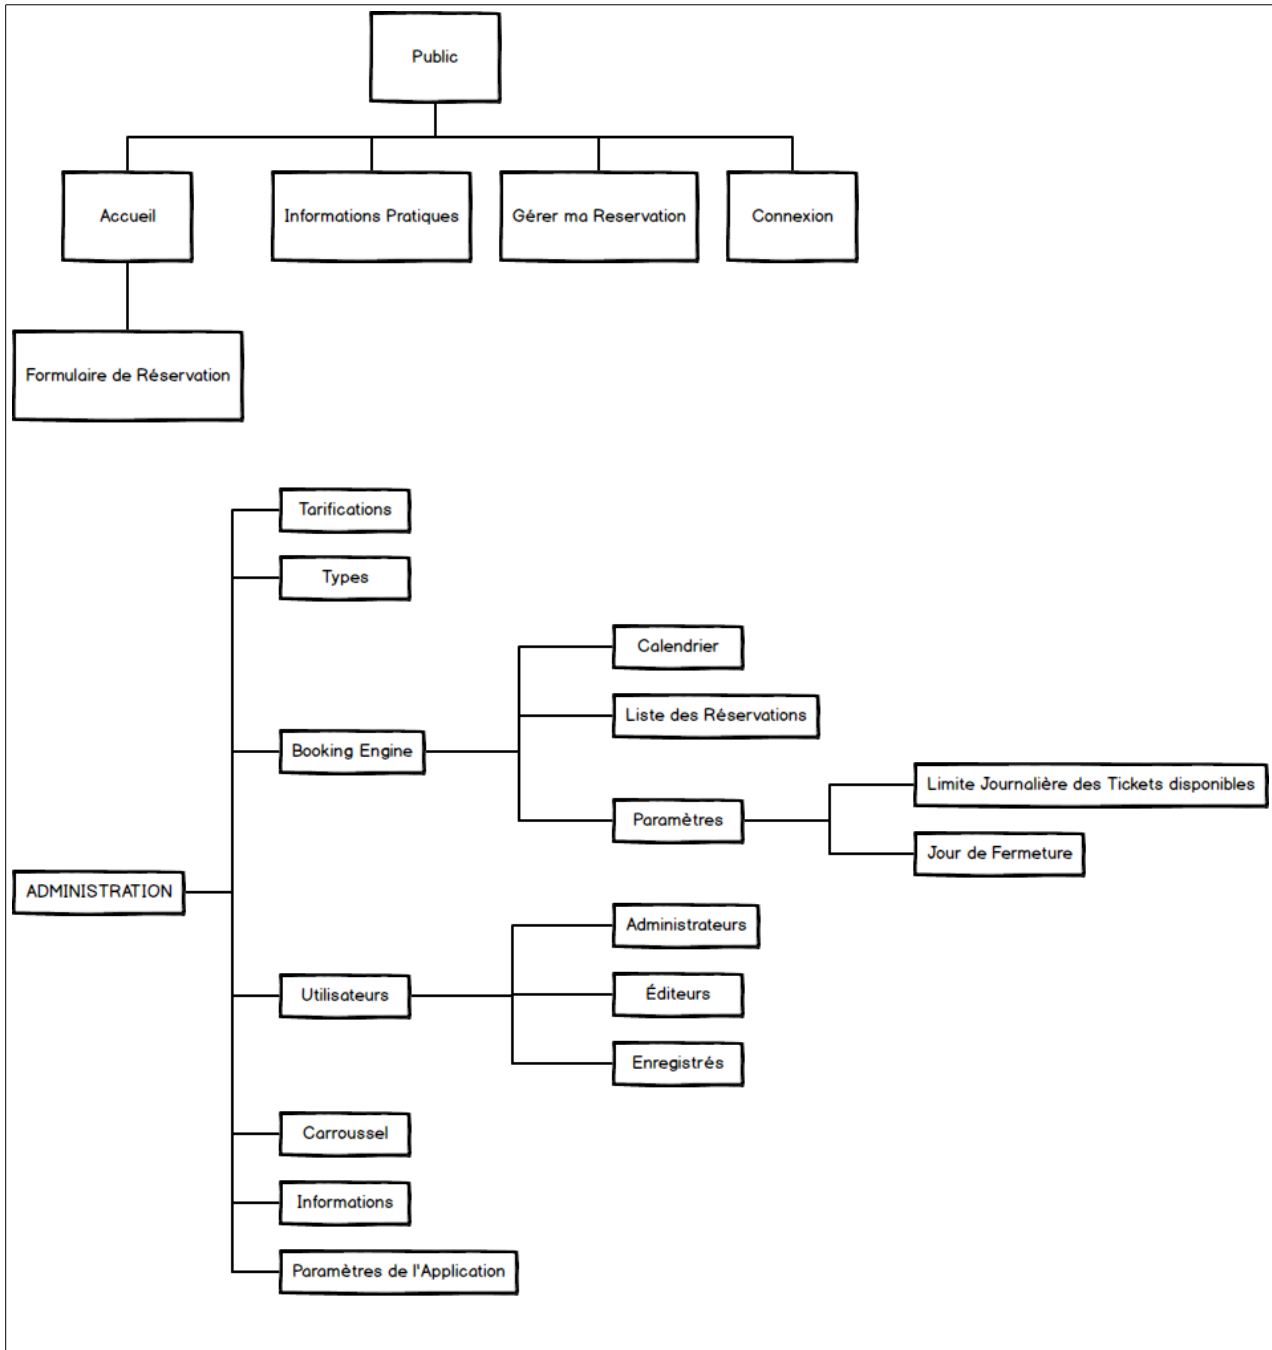 Public
Accueil
Informations Pratiques
Gérer ma Reservation
Connexion
Formulaire de Réservation
Tarifications
Types
Calendrier
Liste des Réservations
Booking Engine
Limite Journalière des Tickets disponibles
Paramètres
Jour de Fermeture
ADMINISTRATION
Administrateurs
Utilisateurs
Éditeurs
Enregistrés
Carroussel
Informations
Paramètres de l'Application